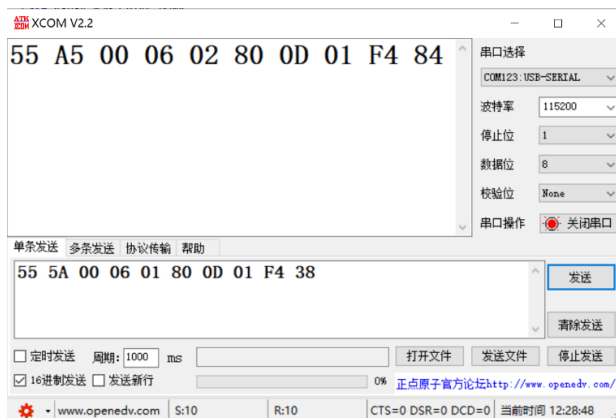 ATK XCOM XCOM V2.2
55 A5 00 06 02 80 0D 01 F4 84
串口选择
COM123:USB-SERIAL
波特率 115200
停止位 1
数据位 8
校验位 None
串口操作 关闭串口
单条发送 多条发送 协议传输 帮助
55 5A 00 06 01 80 0D 01 F4 38
发送
清除发送
定时发送 周期: 1000 ms 打开文件 发送文件 停止发送
16进制发送 发送新行 0% 正点原子官方论坛http://www.openedv.com/
www.openedv.com S:10 R:10 CTS=0 DSR=0 DCD=0 当前时间 12:28:48